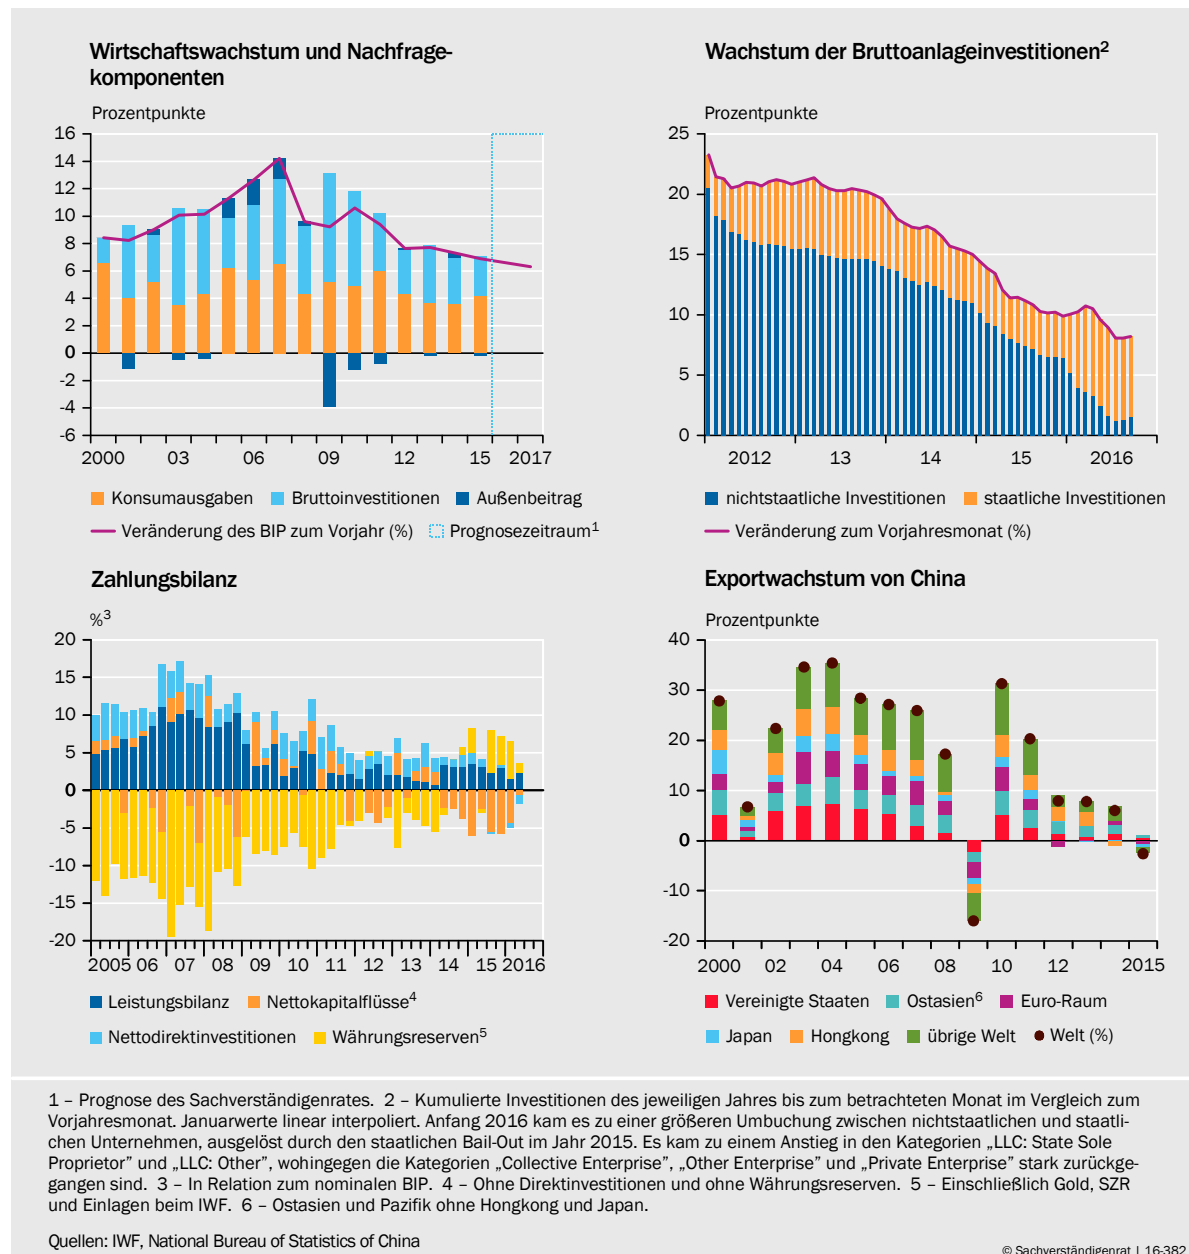 Wirtschaftswachstum und Nachfrage-
komponenten
Prozentpunkte
16
14
12
10
8
6
4
2
0
-2
-4
-6
2000 03 06 09 12 15 2017
Konsumausgaben Bruttoinvestitionen Außenbeitrag
Veränderung des BIP zum Vorjahr (%) Prognosezeitraum1
Wachstum der Bruttoanlageinvestitionen2
Prozentpunkte
25
20
15
10
5
0
2012 13 14 15 2016
nichtstaatliche Investitionen staatliche Investitionen
Veränderung zum Vorjahresmonat (%)
Zahlungsbilanz
%3
20
15
10
5
0
-5
-10
-15
-20
2005 06 07 08 09 10 11 12 13 14 15 2016
Leistungsbilanz Nettokapitalflüsse4
Nettodirektinvestitionen Währungsreserven5
Exportwachstum von China
Prozentpunkte
40
30
20
10
0
-10
-20
2000 02 04 06 08 10 12 2015
Vereinigte Staaten Ostasien6 Euro-Raum
Japan Hongkong übrige Welt Welt (%)
1 – Prognose des Sachverständigenrates. 2 – Kumulierte Investitionen des jeweiligen Jahres bis zum betrachteten Monat im Vergleich zum
Vorjahresmonat. Januarwerte linear interpoliert. Anfang 2016 kam es zu einer größeren Umbuchung zwischen nichtstaatlichen und staatli-
chen Unternehmen, ausgelöst durch den staatlichen Bail-Out im Jahr 2015. Es kam zu einem Anstieg in den Kategorien „LLC: State Sole
Proprietor” und „LLC: Other”, wohingegen die Kategorien „Collective Enterprise”, „Other Enterprise” und „Private Enterprise” stark zurückge-
gangen sind. 3 – In Relation zum nominalen BIP. 4 – Ohne Direktinvestitionen und ohne Währungsreserven. 5 – Einschließlich Gold, SZR
und Einlagen beim IWF. 6 – Ostasien und Pazifik ohne Hongkong und Japan.
Quellen: IWF, National Bureau of Statistics of China
© Sachverständigenrat | 16-382